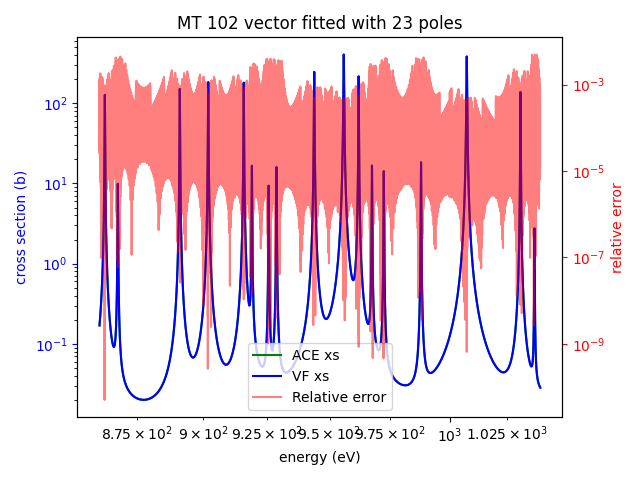 MT 102 vector fitted with 23 poles
cross section (b)
10²
10¹
10⁰
10⁻¹
10⁻³
10⁻⁵
10⁻⁷
10⁻⁹
relative error
ACE xs
VF xs
Relative error
8.75 × 10² 9 × 10² 9.25 × 10² 9.5 × 10² 9.75 × 10² 10³ 1.025 × 10³
energy (eV)